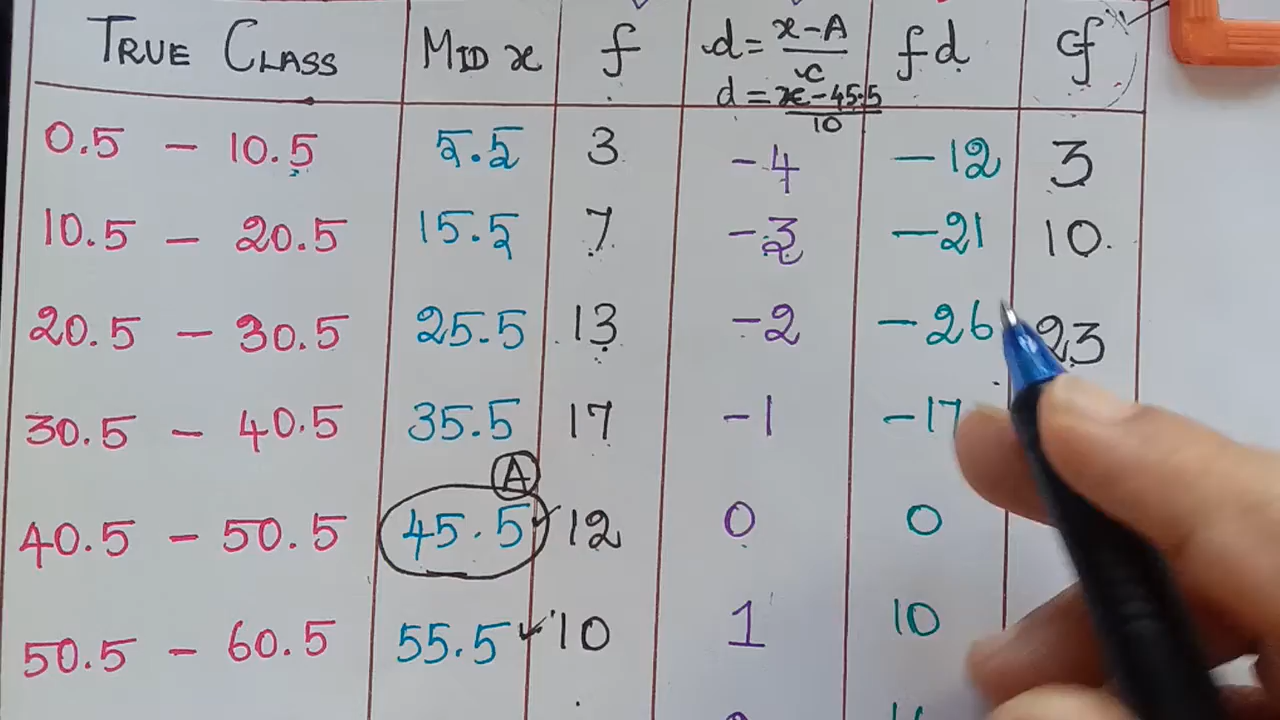 TRUE CLASS MID x f d = x-A/c fd cf
d = x-45.5/10
0.5 - 10.5 5.5 3 -4 -12 3
10.5 - 20.5 15.5 7 -3 -21 10
20.5 - 30.5 25.5 13 -2 -26 23
30.5 - 40.5 35.5 17 -1 -17
A
40.5 - 50.5 45.5 12 0 0
50.5 - 60.5 55.5 10 1 10